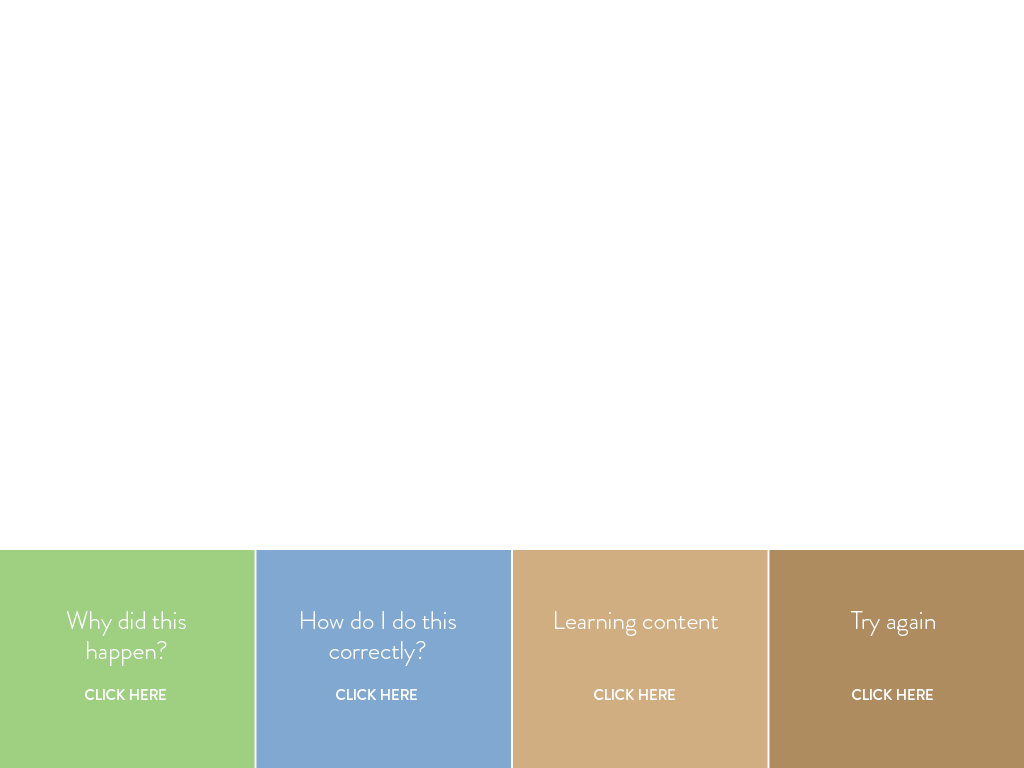 Why did this
happen?
CLICK HERE
How do I do this
correctly?
CLICK HERE
Learning content
CLICK HERE
Try again
CLICK HERE